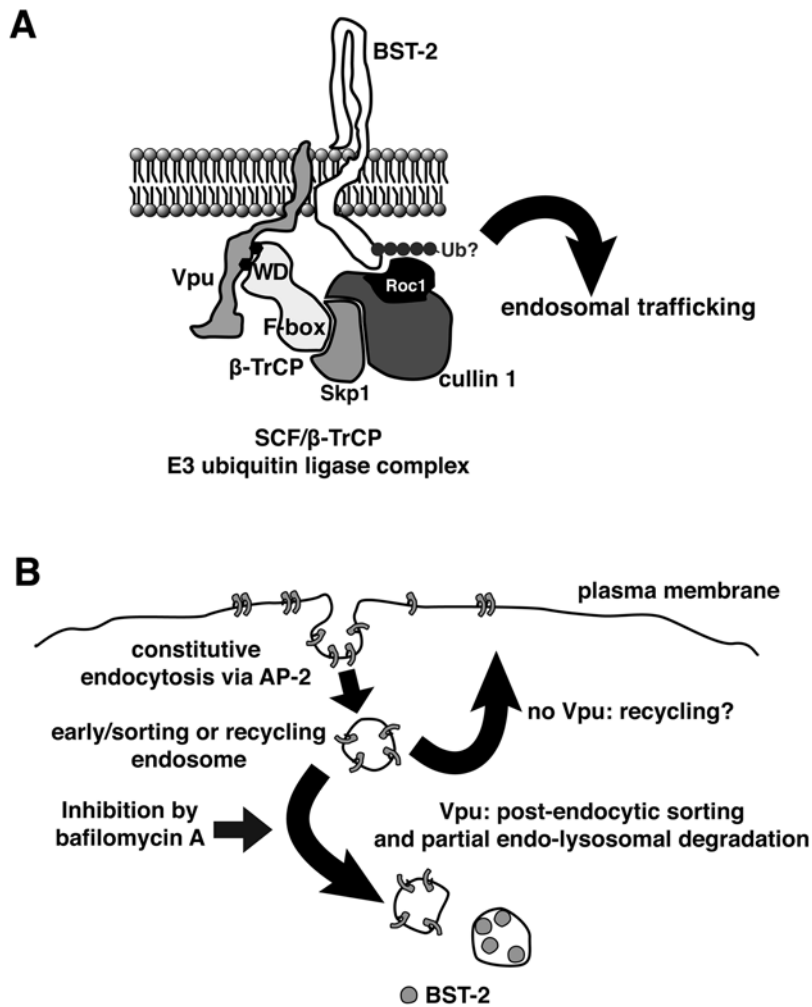 A
BST-2
Vpu
WD
Ub?
Roc1
F-box
endosomal trafficking
β-TrCP
Skp1
cullin 1
SCF/β-TrCP
E3 ubiquitin ligase complex
B
plasma membrane
constitutive
endocytosis via AP-2
early/sorting or recycling
endosome
no Vpu: recycling?
Inhibition by
bafilomycin A
Vpu: post-endocytic sorting
and partial endo-lysosomal degradation
BST-2